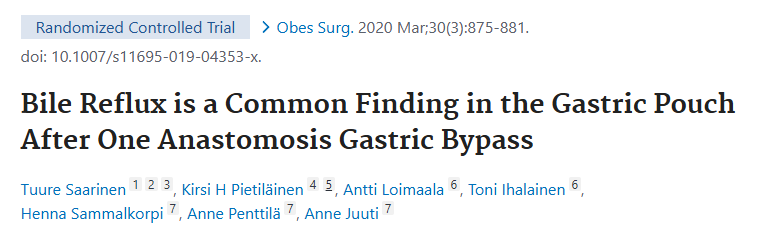 Randomized Controlled Trial > Obes Surg. 2020 Mar;30(3):875-881.
doi: 10.1007/s11695-019-04353-x.
Bile Reflux is a Common Finding in the Gastric Pouch
After One Anastomosis Gastric Bypass
Tuure Saarinen 1 2 3, Kirsi H Pietiläinen 4 5, Antti Loimaala 6, Toni Ihalainen 6,
Henna Sammalkorpi 7, Anne Penttilä 7, Anne Juuti 7